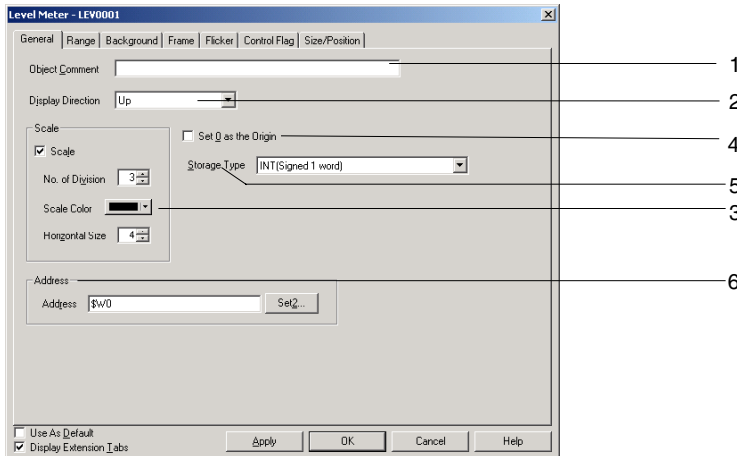 Level Meter - LEV0001
General Range Background Frame Flicker Control Flag Size/Position
Object Comment 1
Display Direction Up 2
Scale
Set 0 as the Origin 4
Scale
Storage Type INT(Signed 1 word)
No. of Division 3
5
Scale Color 3
Horizontal Size 4
Address 6
Address $W0 Set2...
Use As Default
Display Extension Tabs
Apply OK Cancel Help